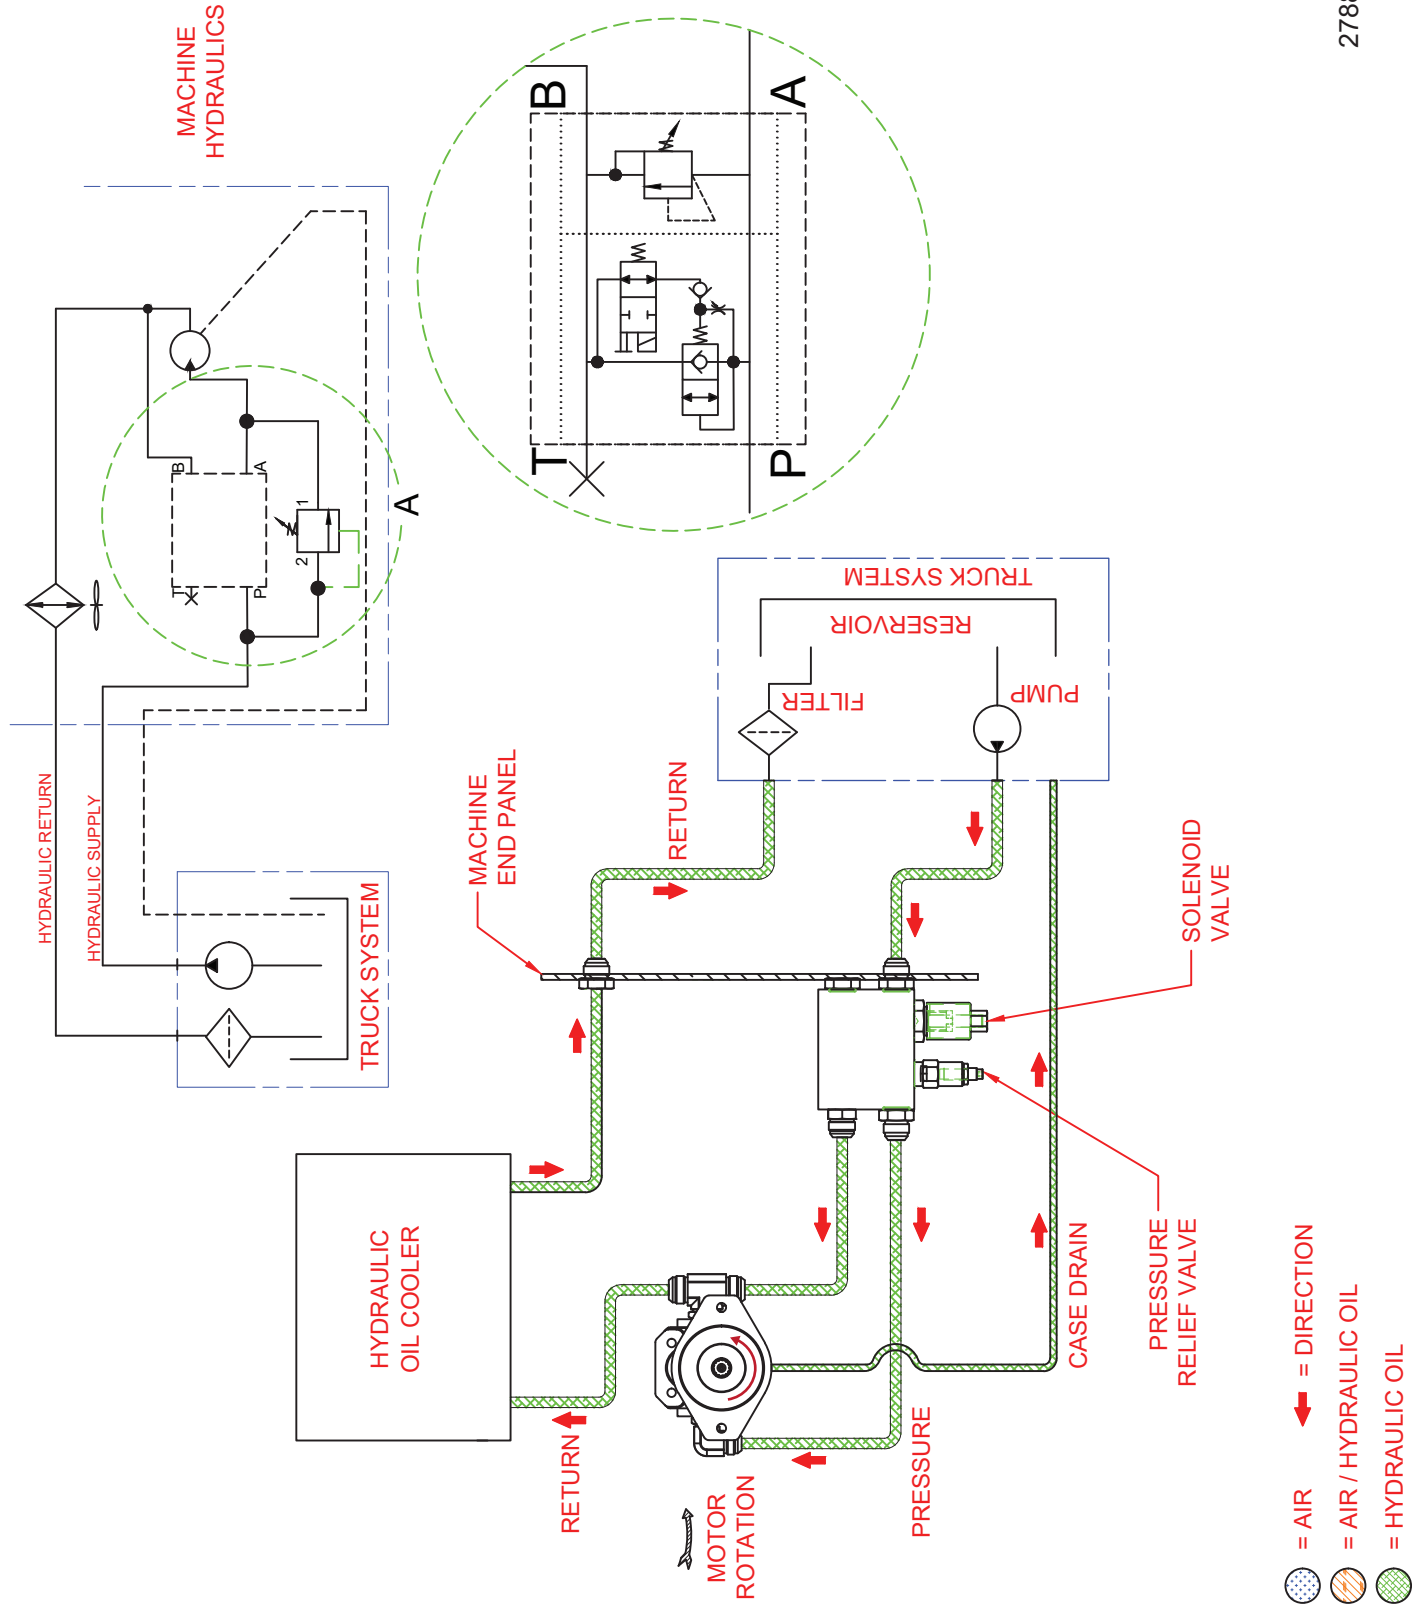 MACHINE
HYDRAULICS
HYDRAULIC RETURN
HYDRAULIC SUPPLY
TRUCK SYSTEM
T
B
P
A
2
1
A
T
B
P
A
MACHINE
END PANEL
RETURN
TRUCK SYSTEM
RESERVOIR
FILTER
PUMP
SOLENOID
VALVE
HYDRAULIC
OIL COOLER
RETURN
MOTOR
ROTATION
PRESSURE
CASE DRAIN
PRESSURE
RELIEF VALVE
= AIR
= DIRECTION
= AIR / HYDRAULIC OIL
= HYDRAULIC OIL